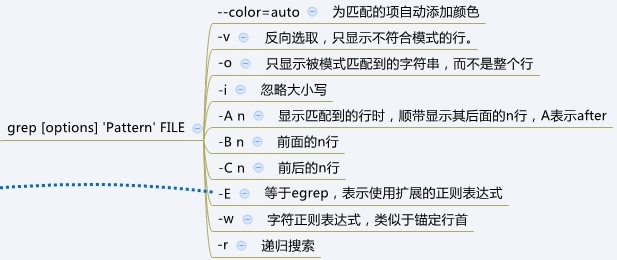 grep [options] 'Pattern' FILE
--color=auto 为匹配的项自动添加颜色
-v 反向选取，只显示不符合模式的行。
-o 只显示被模式匹配到的字符串，而不是整个行
-i 忽略大小写
-A n 显示匹配到的行时，顺带显示其后面的n行，A表示after
-B n 前面的n行
-C n 前后的n行
-E 等于egrep，表示使用扩展的正则表达式
-w 字符正则表达式，类似于锚定行首
-r 递归搜索